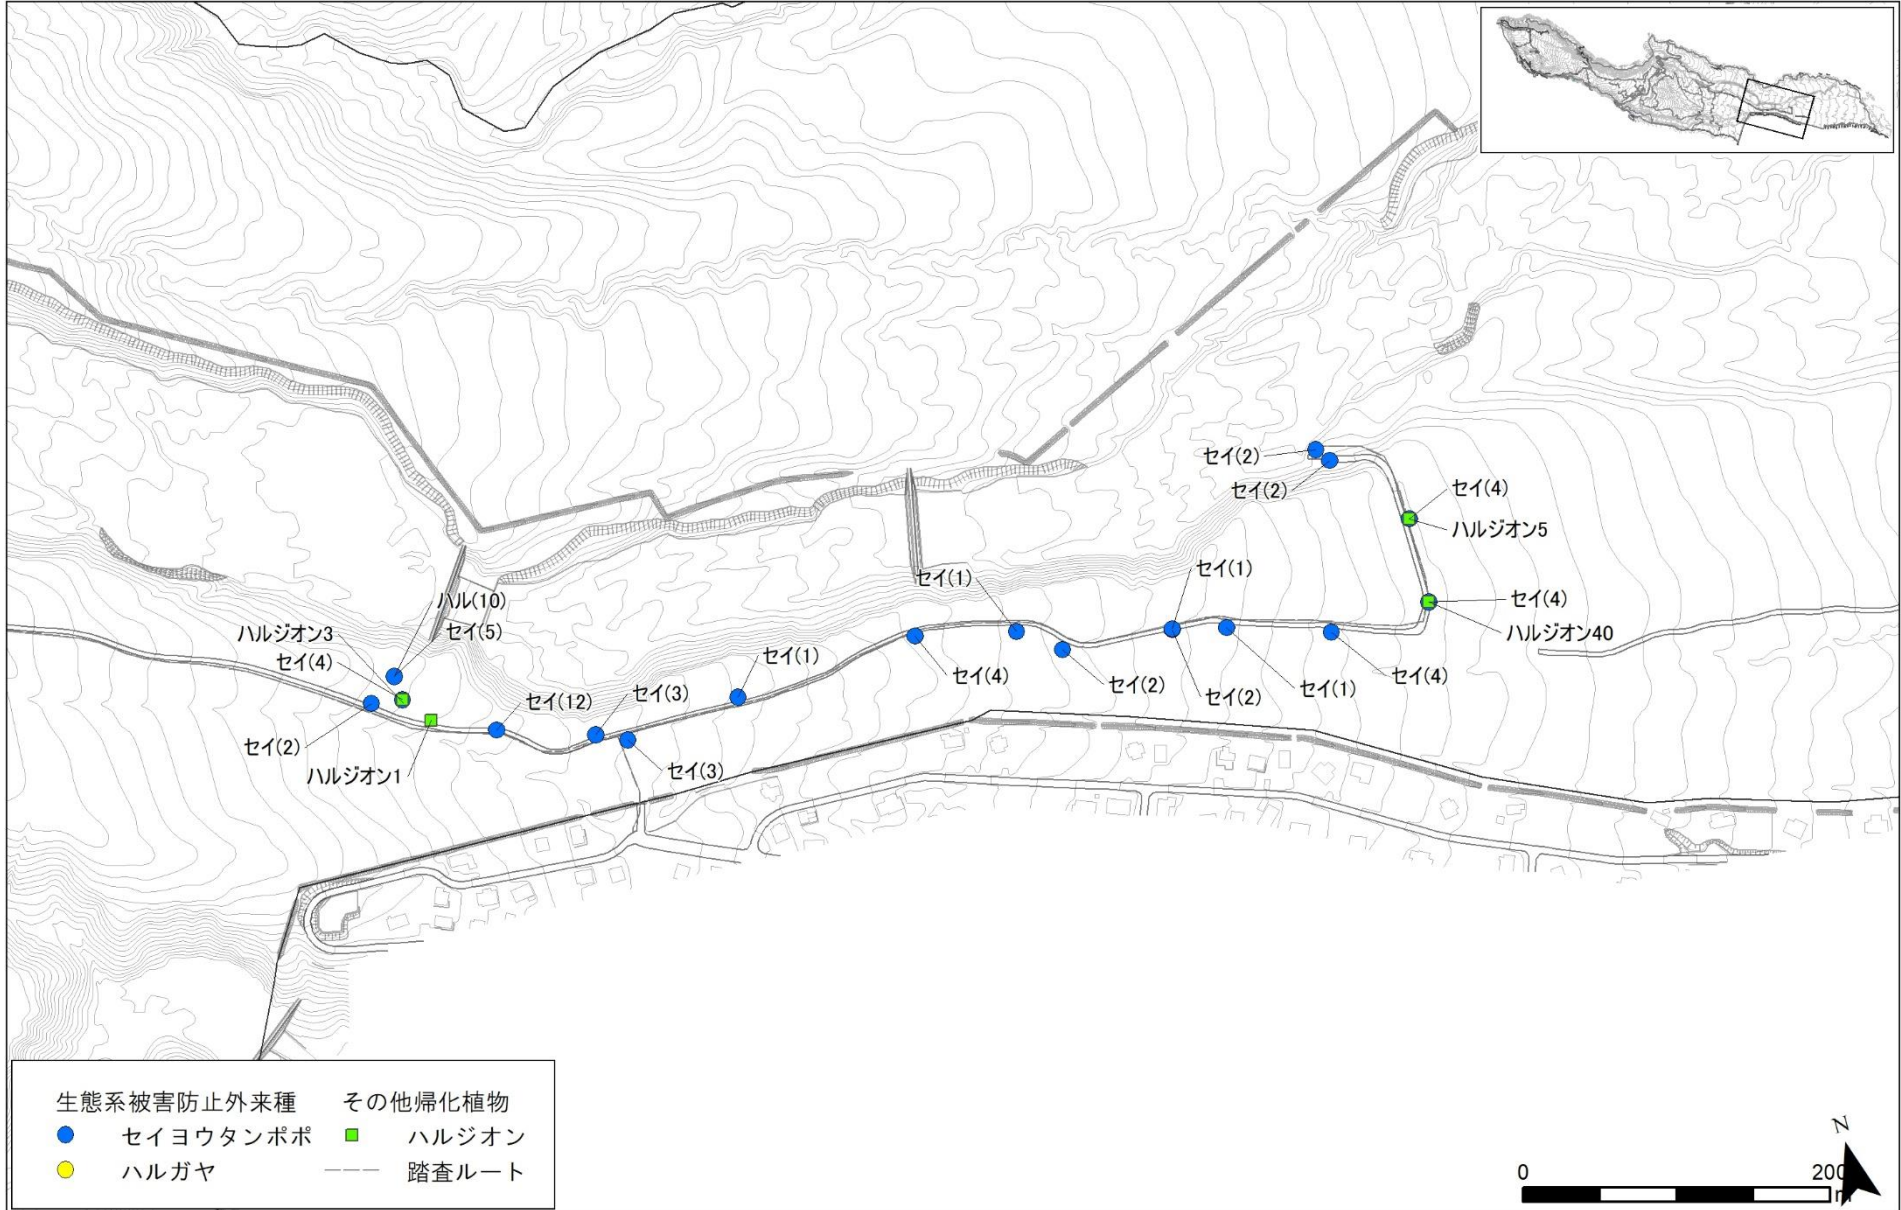 セイ(2)
セイ(2)
セイ(4)
ハルジオン5
セイ(1)
セイ(1)
セイ(4)
ハルジオン40
ハル(10)
セイ(5)
ハルジオン3
セイ(4)
セイ(1)
セイ(4)
セイ(2)
セイ(2)
セイ(1)
セイ(4)
セイ(12)
セイ(3)
セイ(2)
セイ(3)
ハルジオン1
生態系被害防止外来種 その他帰化植物
セイヨウタンポポ ハルジオン
ハルガヤ 踏査ルート
N
0 200
m